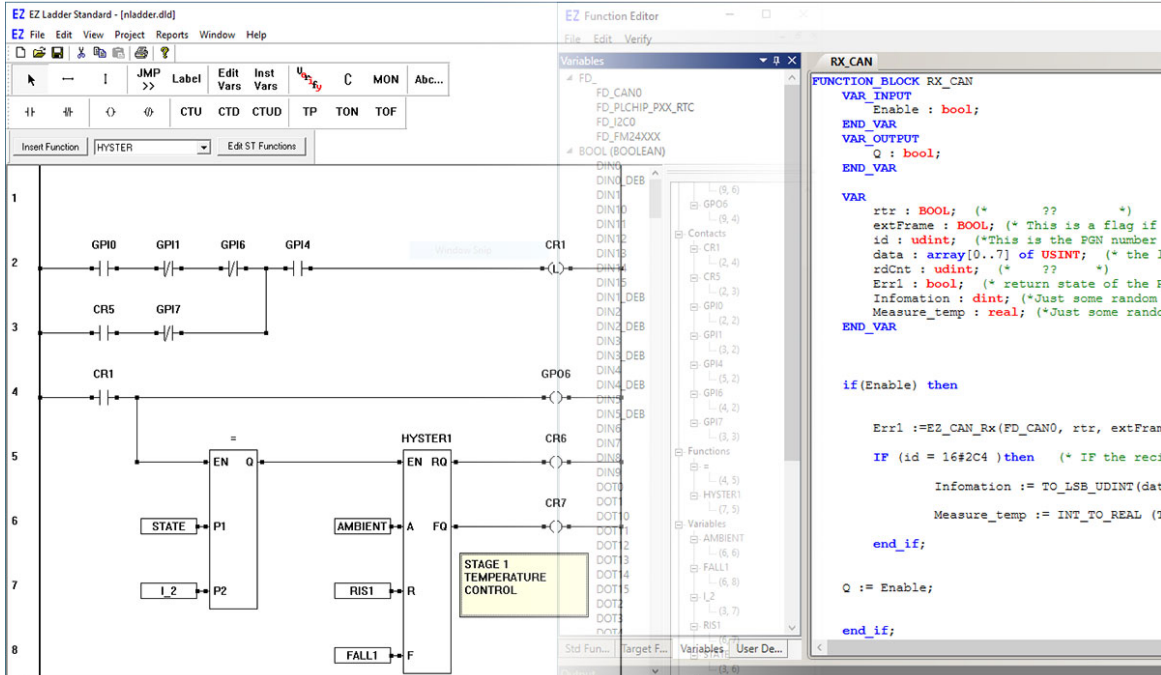 EZ EZ Ladder Standard - [nladder.dld]
EZ File Edit View Project Reports Window Help
JMP >> Label Edit Vars Inst Vars Verify C MON Abc...
CTU CTD CTUD TP TON TOF
Insert Function HYSTER Edit ST Functions
1
GPI0 GPI1 GPI6 GPI4 CR1
2
(L)
CR5 GPI7
3
CR1 GPO6
4
= HYSTER1 CR6
5 EN Q EN RQ
CR7
6 STATE P1 AMBIENT A FQ
STAGE 1
TEMPERATURE
CONTROL
7 I_2 P2 RIS1 R
8 FALL1 F
EZ Function Editor
File Edit Verify
Variables
FD_
FD_CAN0
FD_PLCHIP_PXX_RTC
FD_I2C0
FD_FM24XXX
BOOL (BOOLEAN)
DIN0
DIN0_DEB
DIN1
DIN10
DIN11
DIN12
DIN13
DIN14
DIN15
DIN1_DEB
DIN2
DIN2_DEB
DIN3
DIN3_DEB
DIN4
DIN4_DEB
DIN5
DIN5_DEB
DIN6
DIN7
DIN8
DIN9
DOT0
DOT1
DOT10
DOT11
DOT12
DOT13
DOT14
DOT15
DOT2
DOT3
DOT4
(9, 6)
GPO6
(9, 4)
Contacts
CR1
(2, 4)
CR5
(2, 3)
GPI0
(2, 2)
GPI1
(3, 2)
GPI4
(5, 2)
GPI6
(4, 2)
GPI7
(3, 3)
Functions
=
(4, 5)
HYSTER1
(7, 5)
Variables
AMBIENT
(6, 6)
FALL1
(6, 8)
I_2
(3, 7)
RIS1
(6, 7)
STATE
(3, 6)
Std Fun... Target F... Variables User De...
Output
RX_CAN
FUNCTION_BLOCK RX_CAN
VAR_INPUT
Enable : bool;
END_VAR
VAR_OUTPUT
Q : bool;
END_VAR
VAR
rtr : BOOL; (* ?? *)
extFrame : BOOL; (* This is a flag if
id : udint; (*This is the PGN number
data : array[0..7] of USINT; (* the
rdCnt : udint; (* ?? *)
Err1 : bool; (* return state of the
Infomation : dint; (*Just some random
Measure_temp : real; (*Just some rando
END_VAR
if(Enable) then
Err1 :=EZ_CAN_Rx(FD_CAN0, rtr, extFram
IF (id = 16#2C4 )then (* IF the reci
Infomation := TO_LSB_UDINT(dat
Measure_temp := INT_TO_REAL (T
end_if;
Q := Enable;
end_if;